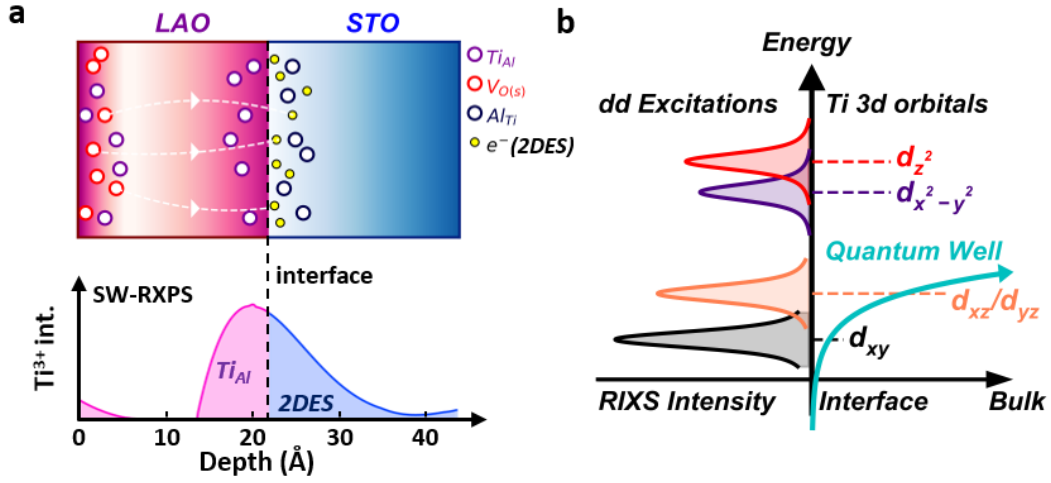 a
LAO
STO
Ti_Al
V_O(s)
Al_Ti
e⁻ (2DES)
interface
SW-RXPS
Ti³⁺ int.
Ti_Al
2DES
0 10 20 30 40
Depth (Å)
b
Energy
dd Excitations
Ti 3d orbitals
d_z²
d_x²−y²
Quantum Well
d_xz/d_yz
d_xy
RIXS Intensity
Interface
Bulk